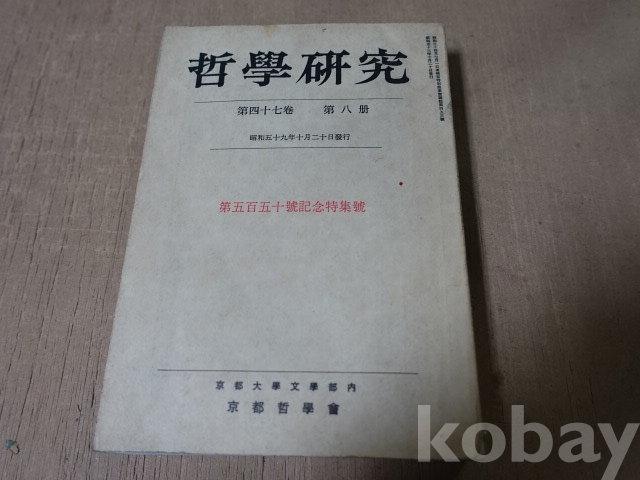 哲學研究
第四十七卷 第八册
昭和五十九年十月二十日發行
第五百五十號記念特集號
京都大學文學部內
京都哲學會
kobay